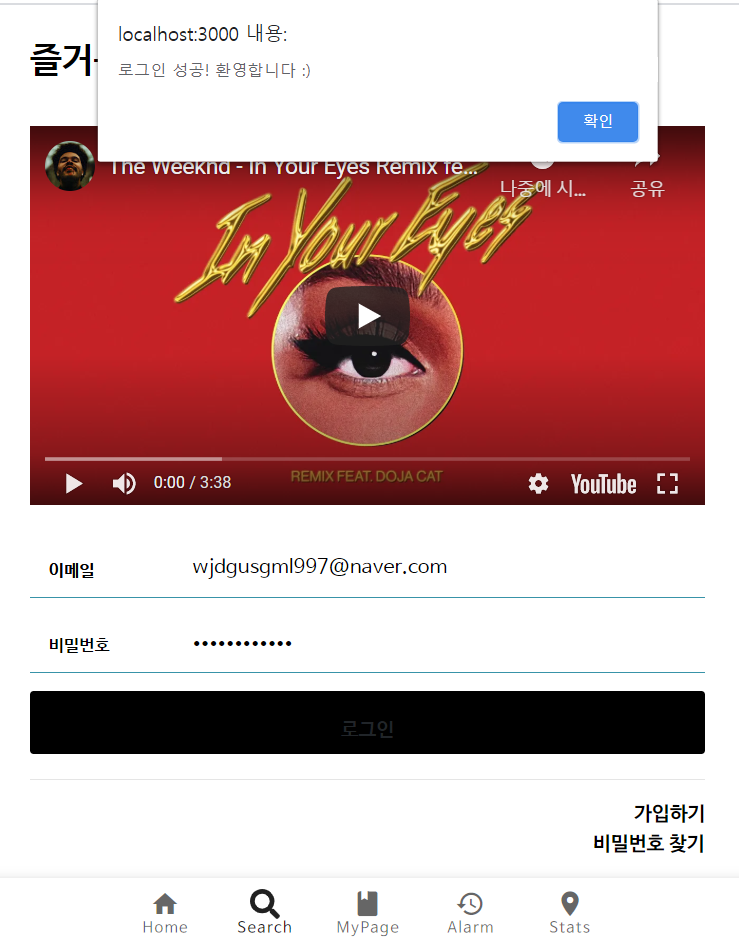 localhost:3000 내용:
로그인 성공! 환영합니다 :)
확인
즐거
The Weeknd - In Your Eyes Remix fe...
나중에 시...
공유
In Your Eyes
REMIX FEAT. DOJA CAT
0:00 / 3:38
YouTube
이메일
wjdgusgml997@naver.com
비밀번호
••••••••••••
로그인
가입하기
비밀번호 찾기
Home
Search
MyPage
Alarm
Stats